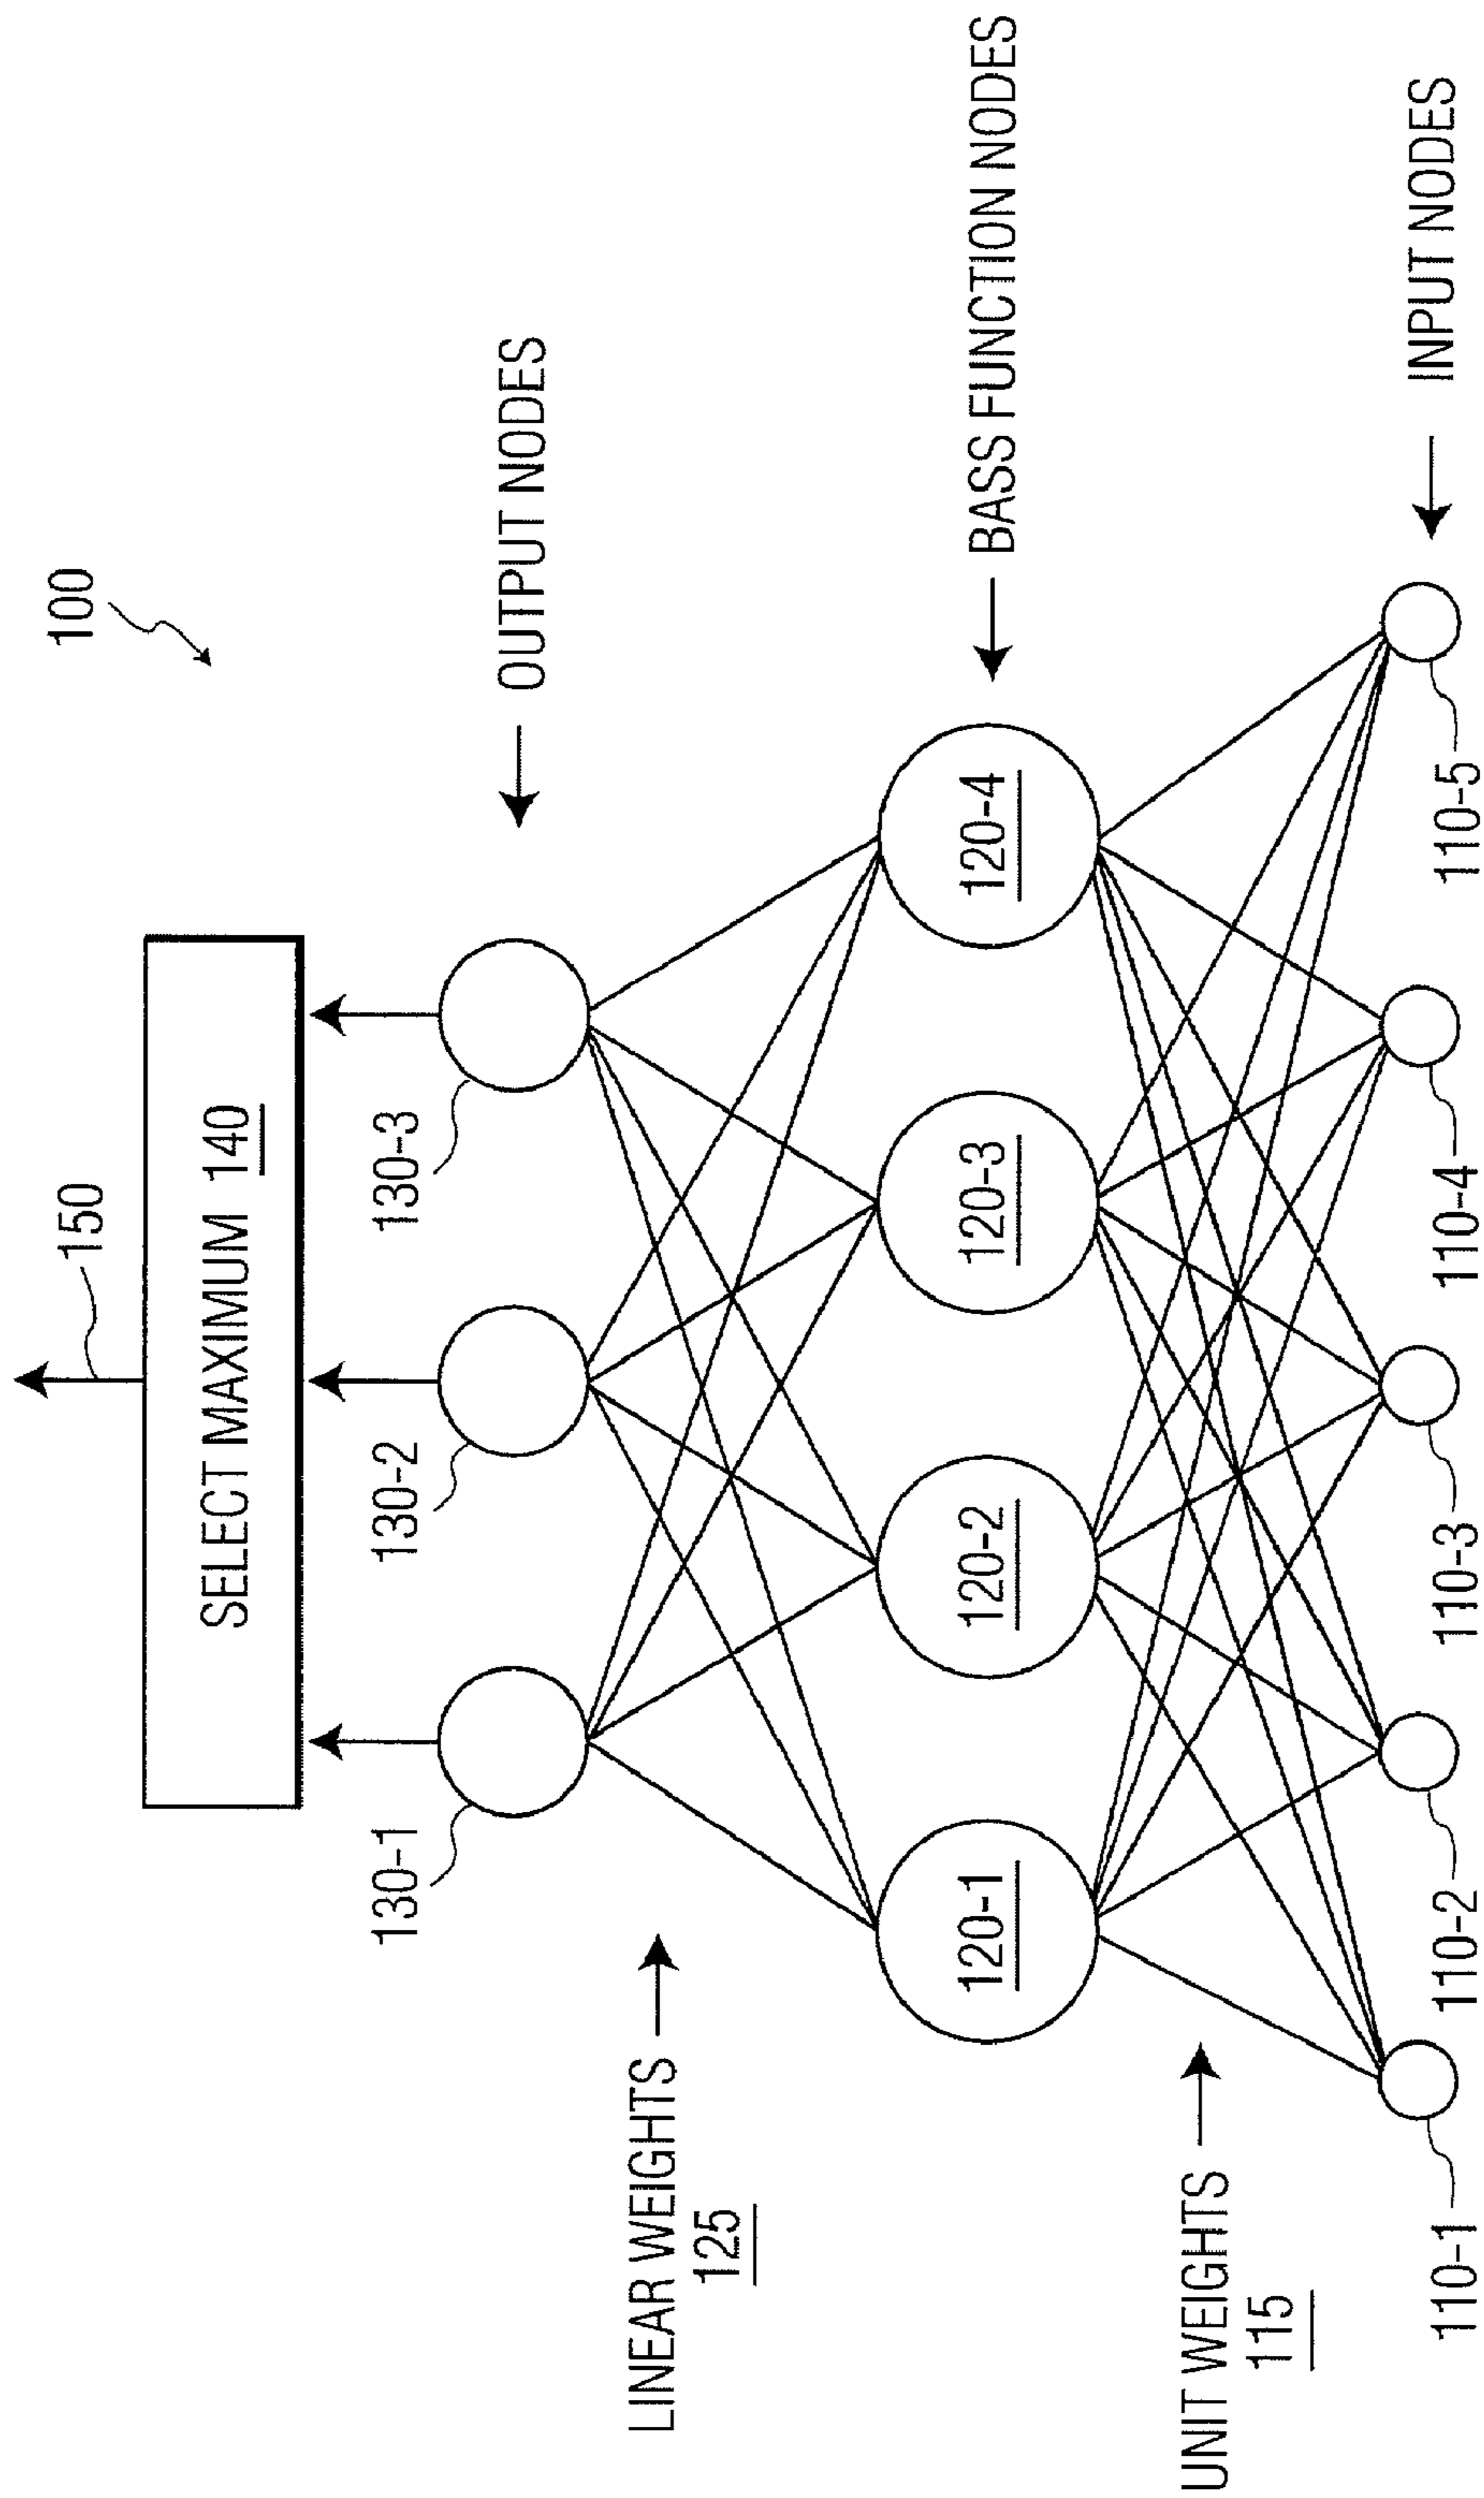 100
150
SELECT MAXIMUM 140
130-1
130-2
130-3
OUTPUT NODES
LINEAR WEIGHTS
125
120-1
120-2
120-3
120-4
BASS FUNCTION NODES
UNIT WEIGHTS
115
INPUT NODES
110-1
110-2
110-3
110-4
110-5